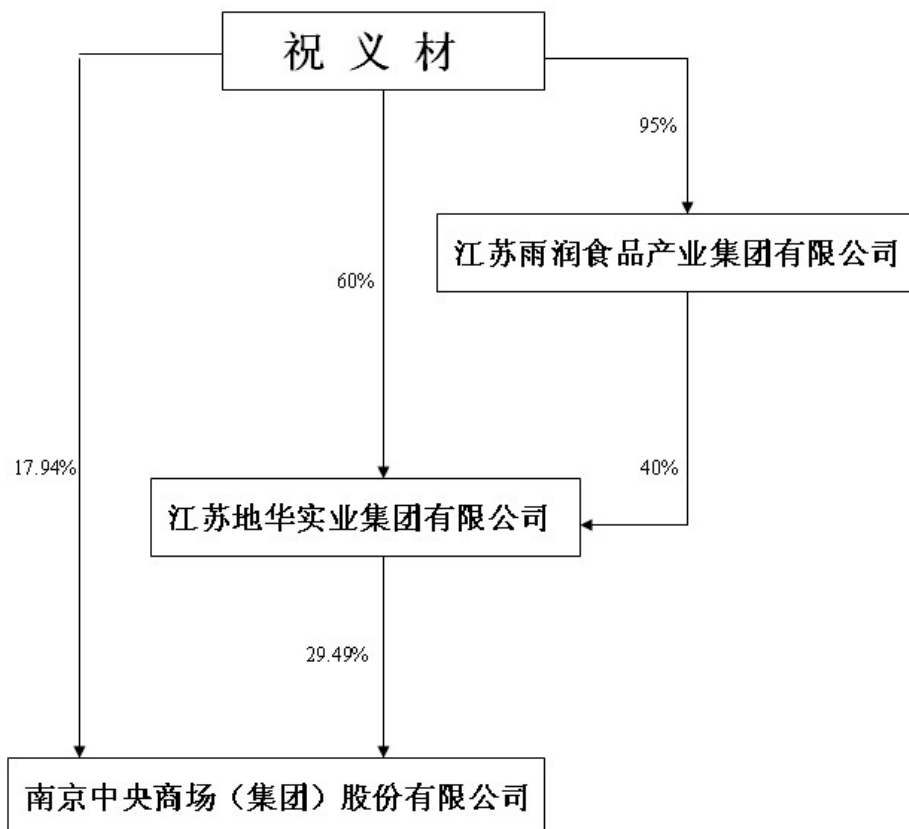 祝 义 材
95%
江苏雨润食品产业集团有限公司
60%
17.94%
40%
江苏地华实业集团有限公司
29.49%
南京中央商场（集团）股份有限公司